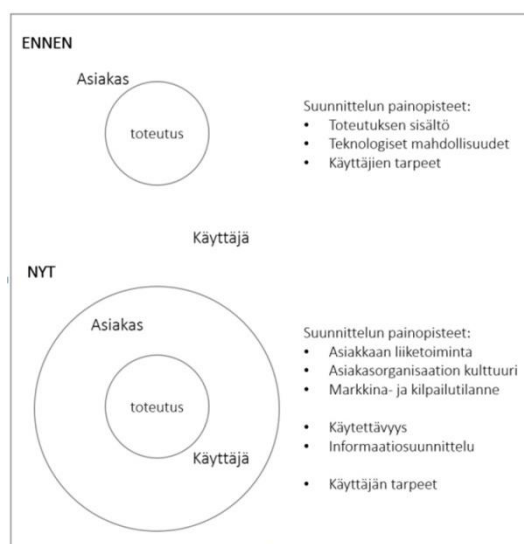 ENNEN
Asiakas
toteutus
Suunnittelun painopisteet:
• Toteutuksen sisältö
• Teknologiset mahdollisuudet
• Käyttäjien tarpeet
Käyttäjä
NYT
Asiakas
toteutus
Käyttäjä
Suunnittelun painopisteet:
• Asiakkaan liiketoiminta
• Asiakasorganisaation kulttuuri
• Markkina- ja kilpailutilanne
• Käytettävyys
• Informaatiosuunnittelu
• Käyttäjän tarpeet